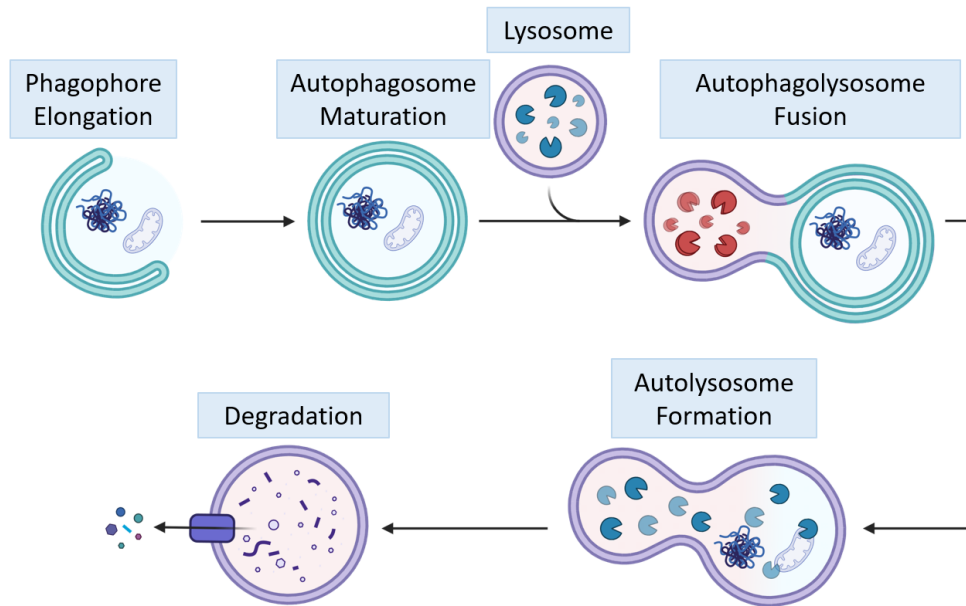 Lysosome
Phagophore
Elongation
Autophagosome
Maturation
Autophagolysosome
Fusion
Autolysosome
Formation
Degradation